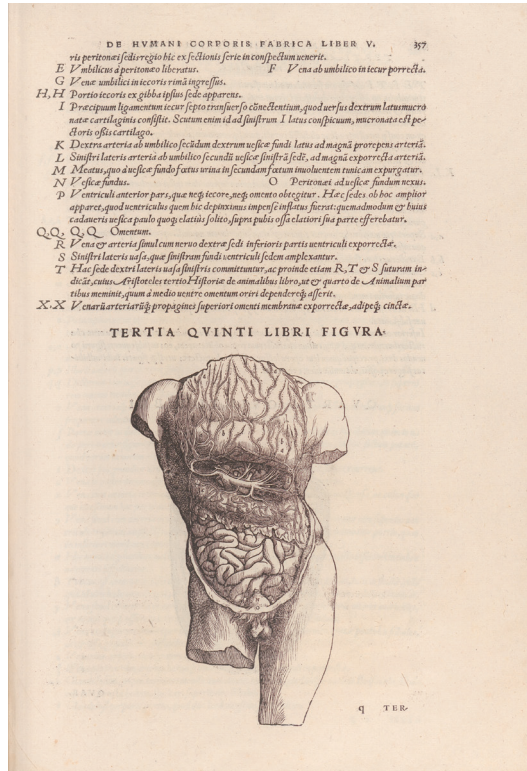 DE HVMANI CORPORIS FABRICA LIBER V. 357
ris peritonæi sedis regio hic ex sectionis serie in conspectum uenerit.
E Vmbilicus à peritonæo liberatus. F Vena ab umbilico in iecur porrecta.
G Venæ umbilici in iecoris rimã ingressus.
H, H Portio iecoris ex gibba ipsius sede apparens.
I Præcipuum ligamentum iecur septo transuerso cõnectentium, quod uersus dextrum latus mucro
natæ cartilaginis consistit. Scutum enim id ad sinistrum I latus conspicuum, mucronata est pe-
ctoris ossis cartilago.
K Dextra arteria ab umbilico secũdum dextrum uesicæ fundi latus ad magnã prorepens arteriã.
L Sinistri lateris arteria ab umbilico secundũ uesicæ sinistrã sedẽ, ad magnã exporrecta arteriã.
M Meatus, quo à uesicæ fundo fœtus urina in secundam fœtum inuoluentem tunicam expurgatur.
N Vesicæ fundus. O Peritonæi ad uesicæ fundum nexus.
P Ventriculi anterior pars, quæ neq; iecore, neq; omento obtegitur. Hæc sedes ob hoc amplior
apparet, quod uentriculus quem hic depinximus impensè inflatus fuerat: quemadmodum & huius
cadaueris uesica paulo quoq; elatiùs solito, supra pubis ossa elatiori sua parte efferebatur.
Q,Q, Q,Q Omentum.
R Vena & arteria simul cum neruo dextræ sedi inferioris partis uentriculi exporrectæ.
S Sinistri lateris uasa, quæ sinistram fundi uentriculi sedem amplexantur.
T Hac sede dextri lateris uasa sinistris committuntur, ac proinde etiam R, T & S suturam in-
dicãt, cuius Aristoteles tertio Historiæ de animalibus libro, ut & quarto de Animalium par
tibus meminit, quum à medio uentre omentum oriri dependereq; asserit.
X, X Venarũ arteriarũq; propagines superiori omenti membranæ exporrectæ, adipeq; cinctæ.
TERTIA QVINTI LIBRI FIGVRA.
q TER-